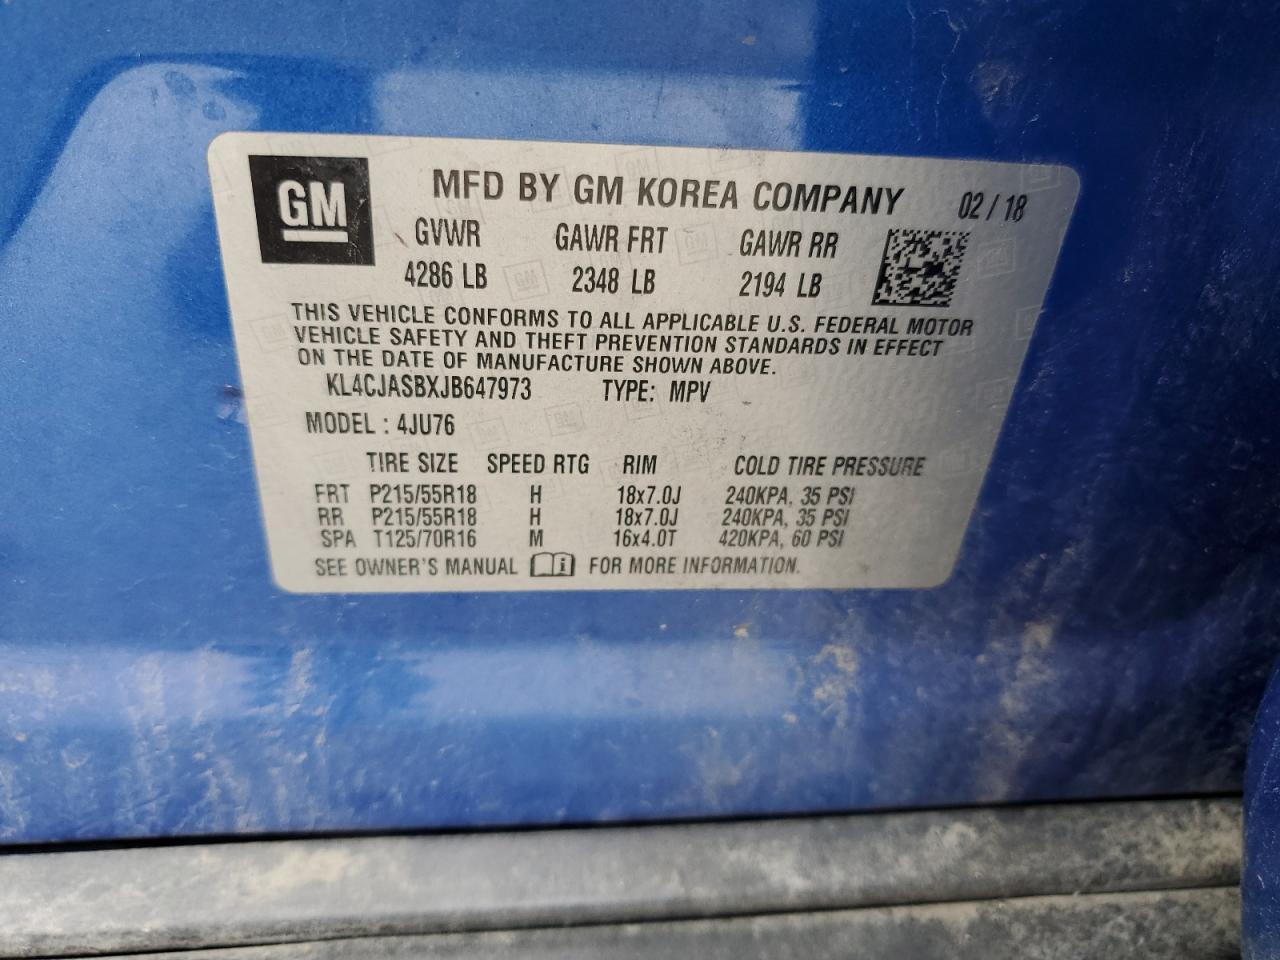 GM
MFD BY GM KOREA COMPANY 02 / 18
GVWR GAWR FRT GAWR RR
4286 LB 2348 LB 2194 LB
THIS VEHICLE CONFORMS TO ALL APPLICABLE U.S. FEDERAL MOTOR
VEHICLE SAFETY AND THEFT PREVENTION STANDARDS IN EFFECT
ON THE DATE OF MANUFACTURE SHOWN ABOVE.
KL4CJASBXJB647973 TYPE: MPV
MODEL : 4JU76
TIRE SIZE SPEED RTG RIM COLD TIRE PRESSURE
FRT P215/55R18 H 18x7.0J 240KPA, 35 PSI
RR P215/55R18 H 18x7.0J 240KPA, 35 PSI
SPA T125/70R16 M 16x4.0T 420KPA, 60 PSI
SEE OWNER'S MANUAL i FOR MORE INFORMATION.